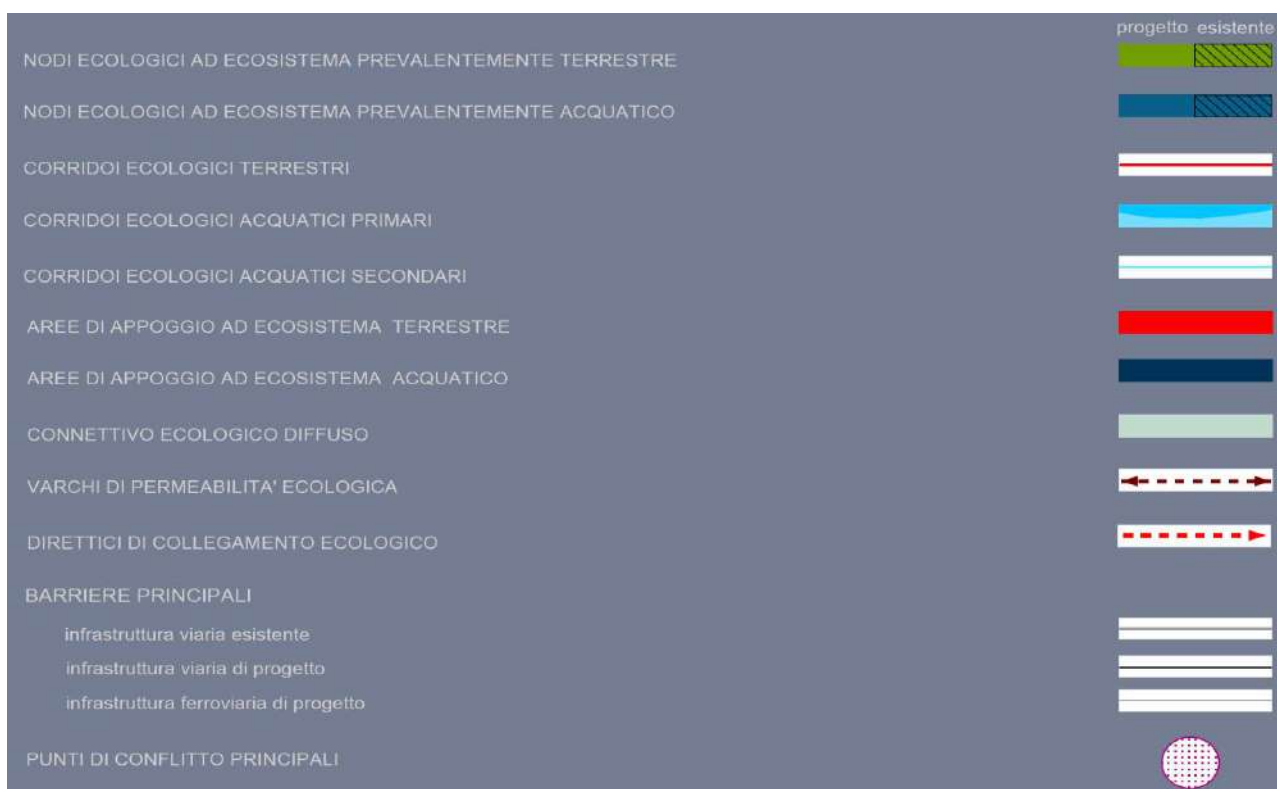 progetto esistente
NODI ECOLOGICI AD ECOSISTEMA PREVALENTEMENTE TERRESTRE
NODI ECOLOGICI AD ECOSISTEMA PREVALENTEMENTE ACQUATICO
CORRIDOI ECOLOGICI TERRESTRI
CORRIDOI ECOLOGICI ACQUATICI PRIMARI
CORRIDOI ECOLOGICI ACQUATICI SECONDARI
AREE DI APPOGGIO AD ECOSISTEMA TERRESTRE
AREE DI APPOGGIO AD ECOSISTEMA ACQUATICO
CONNETTIVO ECOLOGICO DIFFUSO
VARCHI DI PERMEABILITA' ECOLOGICA
DIRETTICI DI COLLEGAMENTO ECOLOGICO
BARRIERE PRINCIPALI
infrastruttura viaria esistente
infrastruttura viaria di progetto
infrastruttura ferroviaria di progetto
PUNTI DI CONFLITTO PRINCIPALI